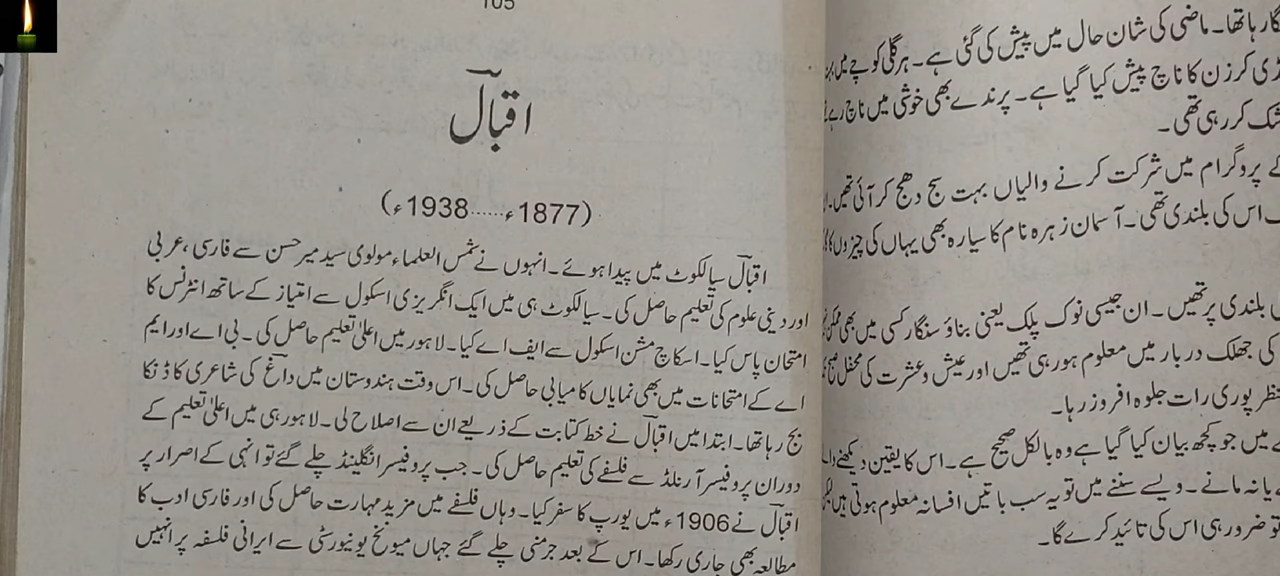 105
اقبالؔ
(1877ء......1938ء)
اقبالؔ سیالکوٹ میں پیدا ہوئے۔ انہوں نے شمس العلماء مولوی سید میر حسن سے فارسی، عربی
اور دینی علوم کی تعلیم حاصل کی۔ سیالکوٹ ہی میں ایک انگریزی اسکول سے امتیاز کے ساتھ انٹرنس کا
امتحان پاس کیا۔ اسکاچ مشن اسکول سے ایف اے کیا۔ لاہور میں اعلیٰ تعلیم حاصل کی۔ بی اے اور ایم
اے کے امتحانات میں بھی نمایاں کامیابی حاصل کی۔ اس وقت ہندوستان میں داغؔ کی شاعری کا ڈنکا
بج رہا تھا۔ ابتدا میں اقبالؔ نے خط کتابت کے ذریعے ان سے اصلاح لی۔ لاہور ہی میں اعلیٰ تعلیم کے
دوران پروفیسر آرنلڈ سے فلسفے کی تعلیم حاصل کی۔ جب پروفیسر انگلینڈ چلے گئے تو انہی کے اصرار پر
اقبالؔ نے 1906ء میں یورپ کا سفر کیا۔ وہاں فلسفے میں مزید مہارت حاصل کی اور فارسی ادب کا
مطالعہ بھی جاری رکھا۔ اس کے بعد جرمنی چلے گئے جہاں میونخ یونیورسٹی سے ایرانی فلسفہ پر انہیں
رہا تھا۔ ماضی کی شان حال میں پیش کی گئی ہے۔ ہر گلی کوچے میں
کرزن کا ناچ پیش کیا گیا ہے۔ پرندے بھی خوشی میں ناچ رہے
کر رہی تھی۔
پروگرام میں شرکت کرنے والیاں بہت سج دھج کر آئی تھیں۔
اس کی بلندی تھی۔ آسمان زہرہ نام کا سیارہ بھی یہاں کی چیزوں کا
بلندی پر تھیں۔ ان جیسی نوک پلک یعنی بناؤ سنگار کسی میں بھی
کی جھلک دربار میں معلوم ہو رہی تھیں اور عیش و عشرت کی محفل
پوری رات جلوہ افروز رہا۔
میں جو کچھ بیان کیا گیا ہے وہ بالکل صحیح ہے۔ اس کا یقین دیکھنے
یا نہ مانے۔ ویسے سننے میں تو یہ سب باتیں افسانہ معلوم ہوتی ہیں
تو ضرور ہی اس کی تائید کرے گا۔